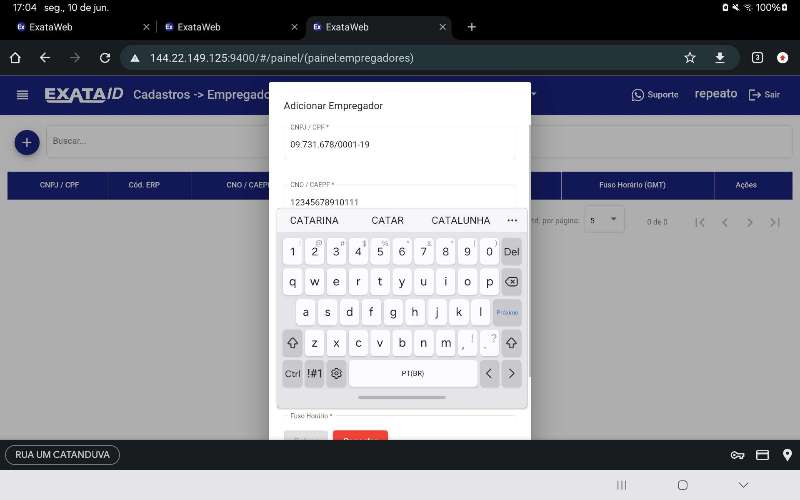 17:04 seg., 10 de jun. 100%
Ex ExataWeb
Ex ExataWeb
Ex ExataWeb
144.22.149.125:9400/#/painel/(painel:empregadores) 3
EXATAID Cadastros -> Empregado Suporte repeato Sair
Adicionar Empregador
CNPJ / CPF *
09.731.678/0001-19
Buscar...
CNPJ / CPF Cód. ERP CNO / CAEPF Fuso Horário (GMT) Ações
CNO / CAEPF *
12345678910111
por página: 5 0 de 0
CATARINA CATAR CATALUNHA ...
1 2 3 4 5 6 7 8 9 0 Del
q w e r t y u i o p
a s d f g h j k l Próximo
z x c v b n m , ! . ?
Ctrl !#1 PT(BR) < >
Fuso Horário *
RUA UM CATANDUVA